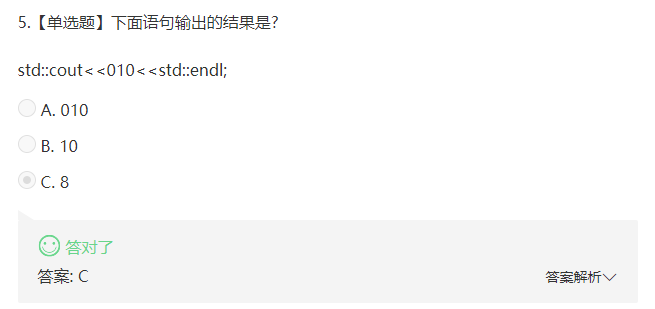 5.【单选题】下面语句输出的结果是?
std::cout<<010<<std::endl;
A. 010
B. 10
C. 8
答对了
答案: C
答案解析